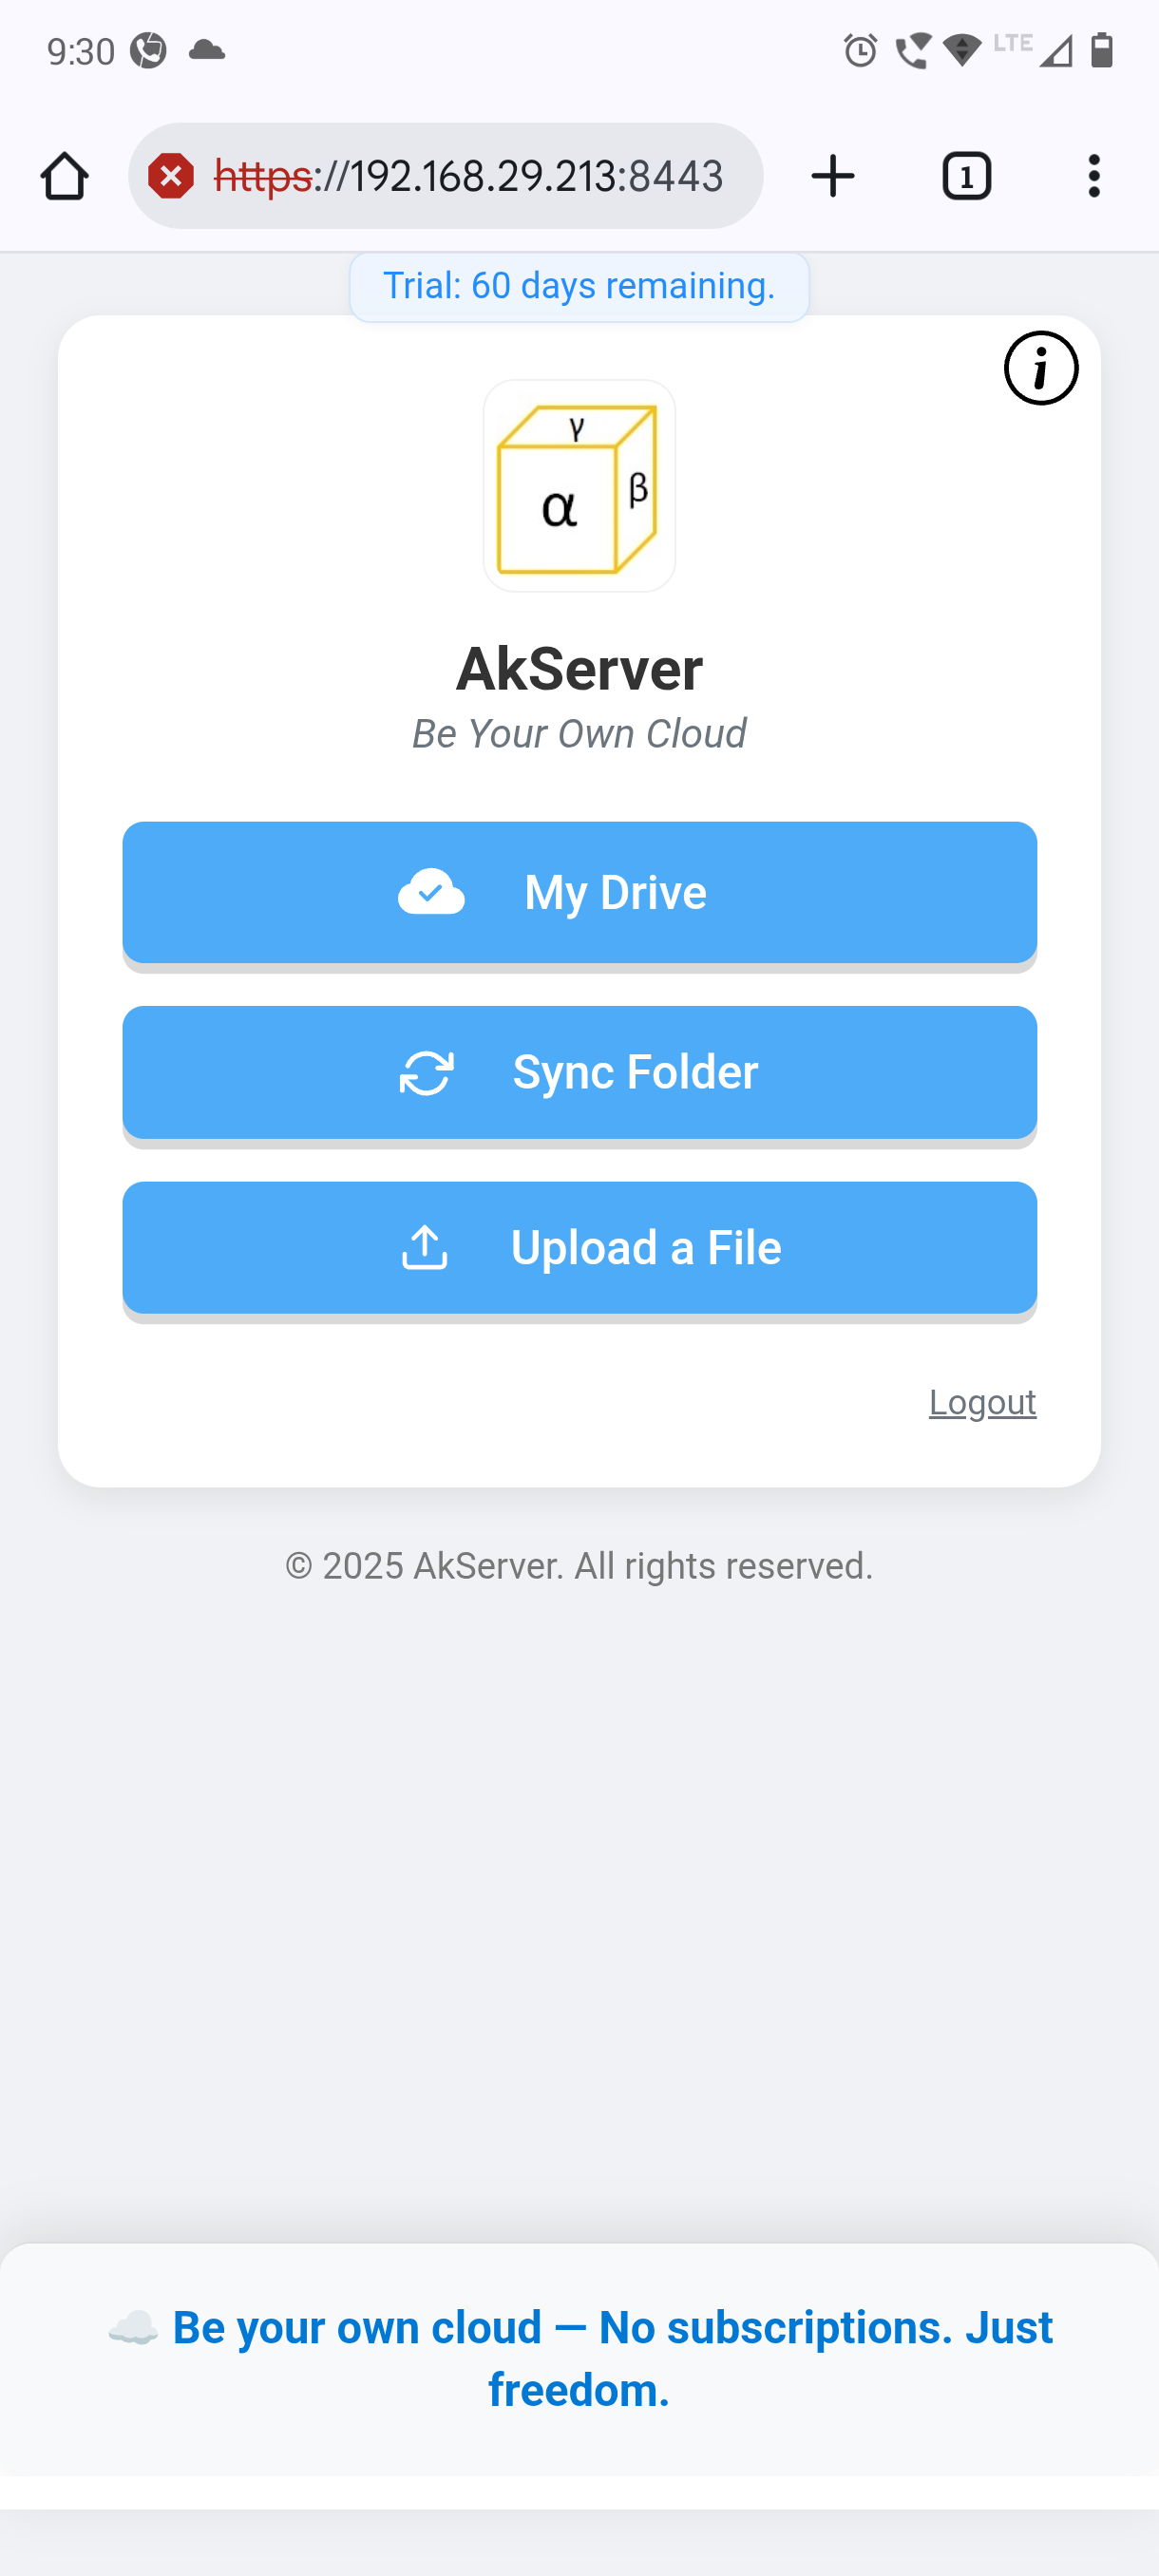 9:30
LTE
https://192.168.29.213:8443
1
Trial: 60 days remaining.
i
γ
α
β
AkServer
Be Your Own Cloud
My Drive
Sync Folder
Upload a File
Logout
© 2025 AkServer. All rights reserved.
☁️ Be your own cloud — No subscriptions. Just
freedom.